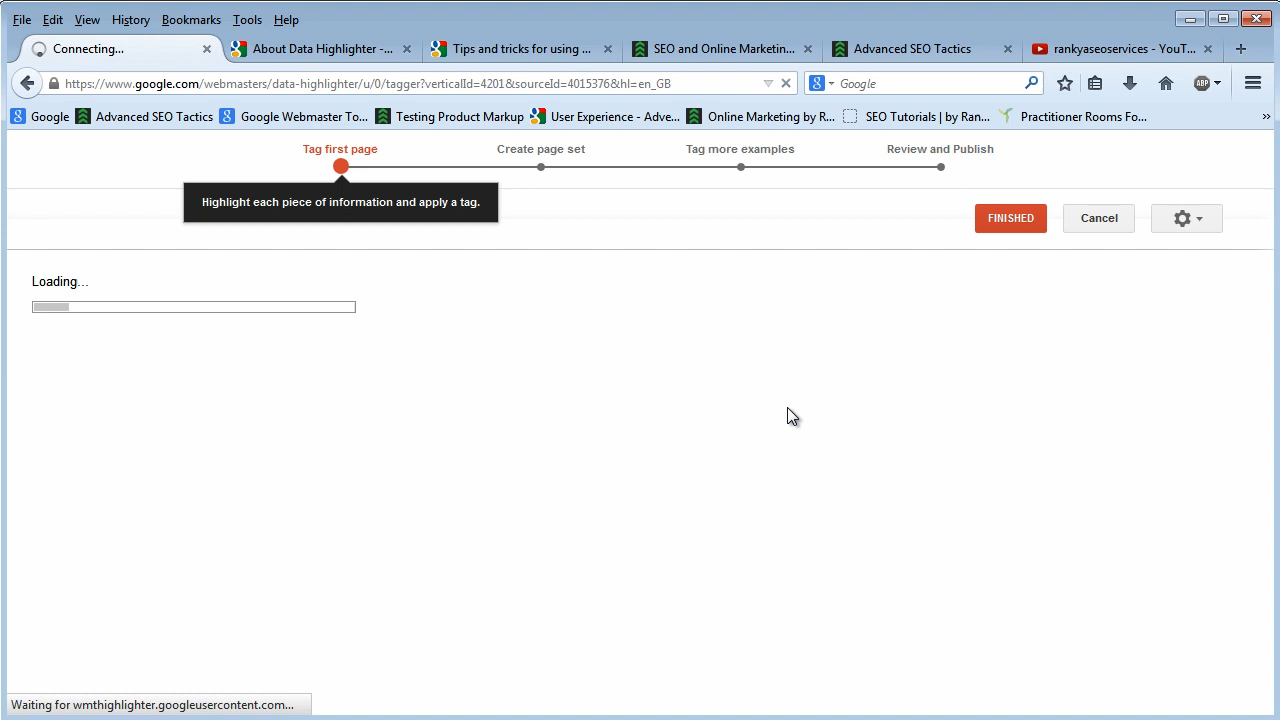 File Edit View History Bookmarks Tools Help
Connecting... About Data Highlighter -... Tips and tricks for using ... SEO and Online Marketin... Advanced SEO Tactics rankyaseoservices - YouT...
https://www.google.com/webmasters/data-highlighter/u/0/tagger?verticalId=4201&sourceId=4015376&hl=en_GB Google ABP
Google Advanced SEO Tactics Google Webmaster To... Testing Product Markup User Experience - Adve... Online Marketing by R... SEO Tutorials | by Ran... Practitioner Rooms Fo... »
Tag first page Create page set Tag more examples Review and Publish
Highlight each piece of information and apply a tag.
FINISHED Cancel
Loading...
Waiting for wmthighlighter.googleusercontent.com...